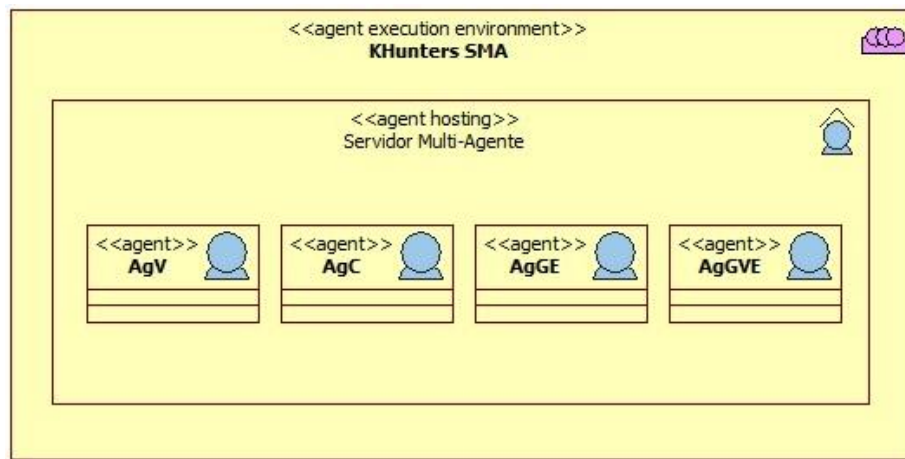 <<agent execution environment>>
KHunters SMA
<<agent hosting>>
Servidor Multi-Agente
<<agent>>
AgV
<<agent>>
AgC
<<agent>>
AgGE
<<agent>>
AgGVE